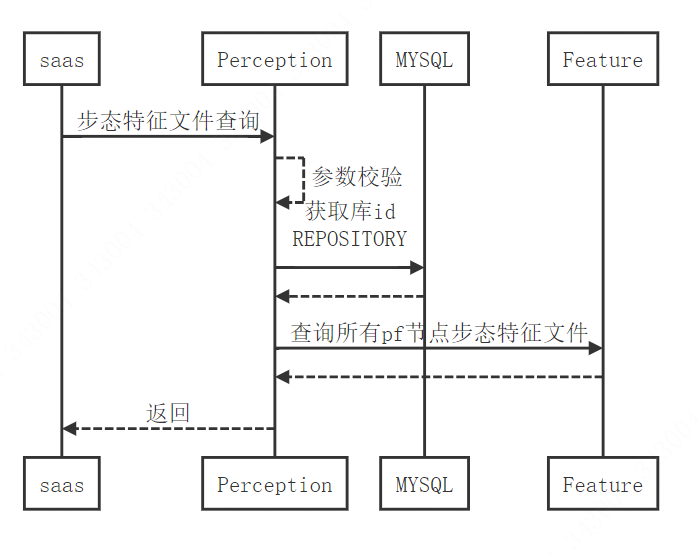 saas Perception MYSQL Feature
步态特征文件查询
参数校验
获取库id
REPOSITORY
查询所有pf节点步态特征文件
返回
saas Perception MYSQL Feature